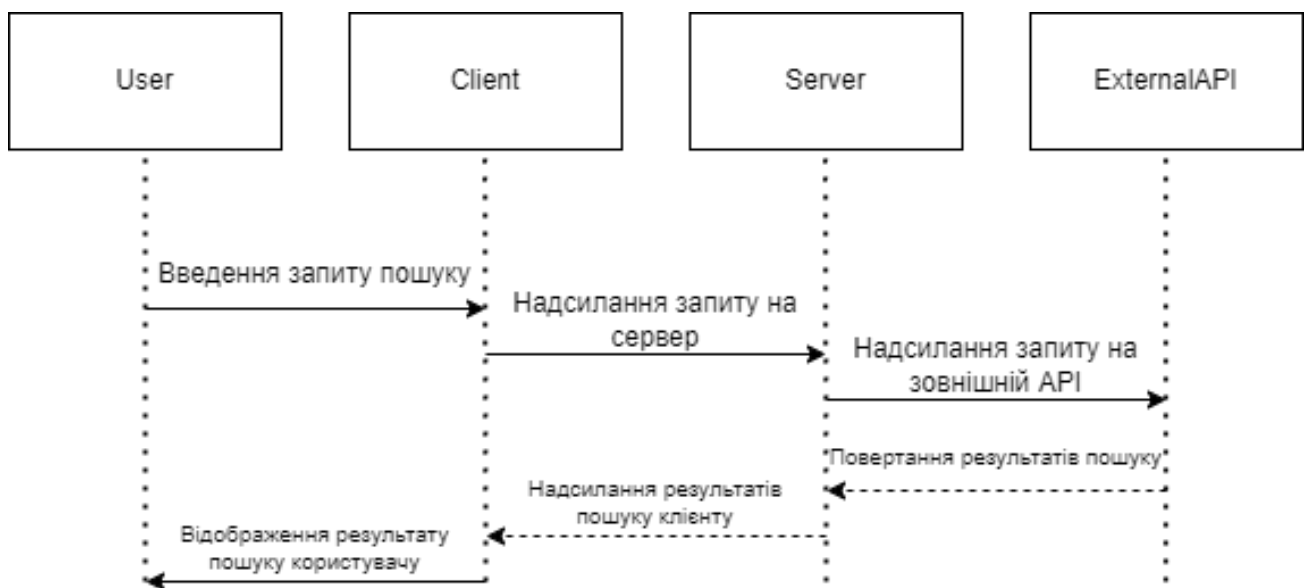 User
Client
Server
ExternalAPI
Введення запиту пошуку
Надсилання запиту на
сервер
Надсилання запиту на
зовнішній API
Повертання результатів пошуку
Надсилання результатів
пошуку клієнту
Відображення результату
пошуку користувачу